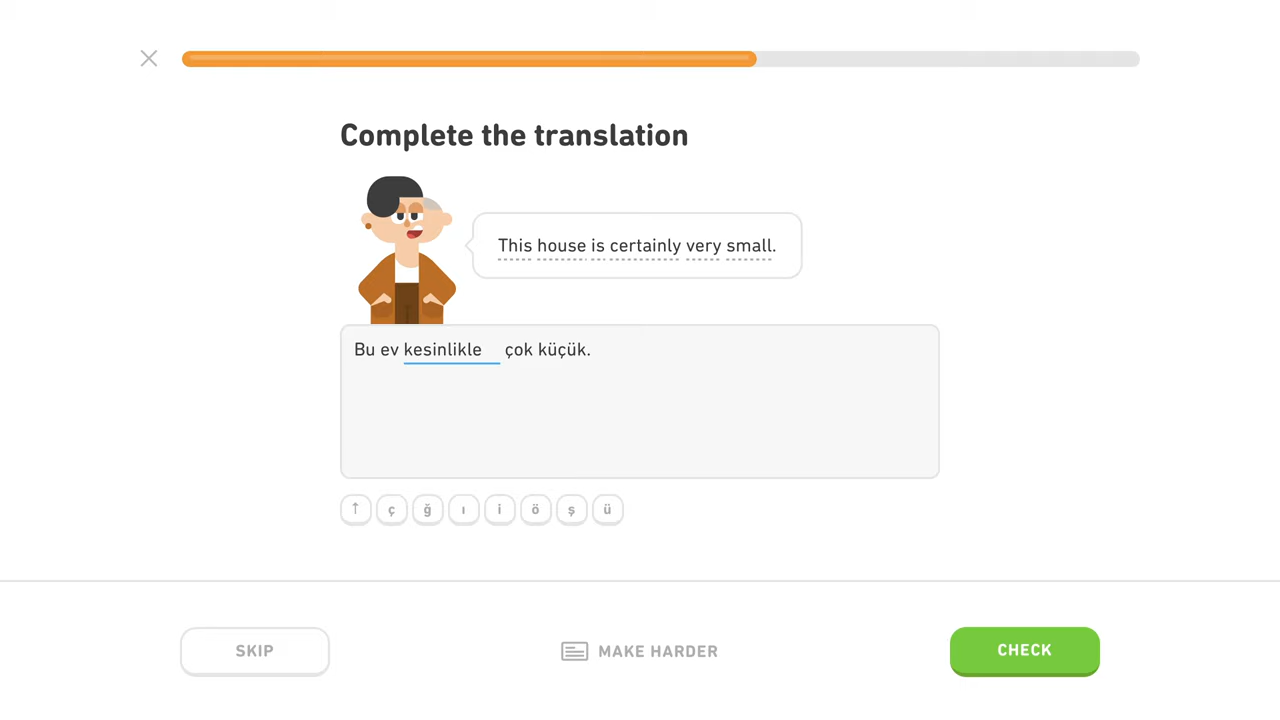 Complete the translation
This house is certainly very small.
Bu ev kesinlikle çok küçük.
↑ ç ğ ı i ö ş ü
SKIP
MAKE HARDER
CHECK